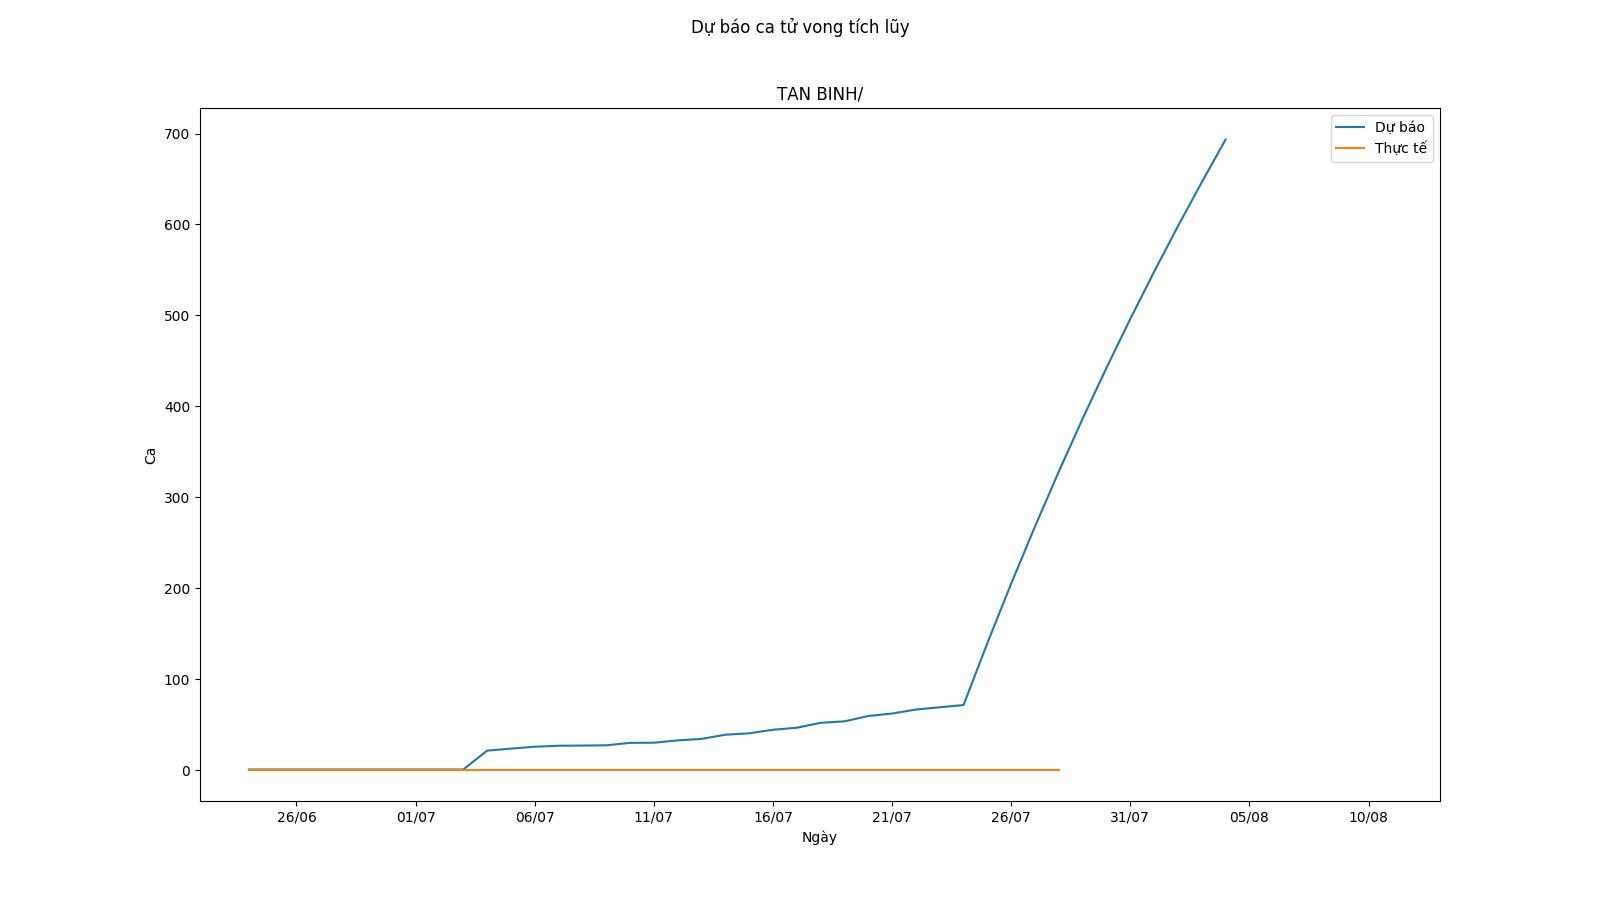 Dự báo ca tử vong tích lũy
TAN BINH/
Dự báo
Thực tế
700
600
500
400
300
200
100
0
Ca
26/06 01/07 06/07 11/07 16/07 21/07 26/07 31/07 05/08 10/08
Ngày